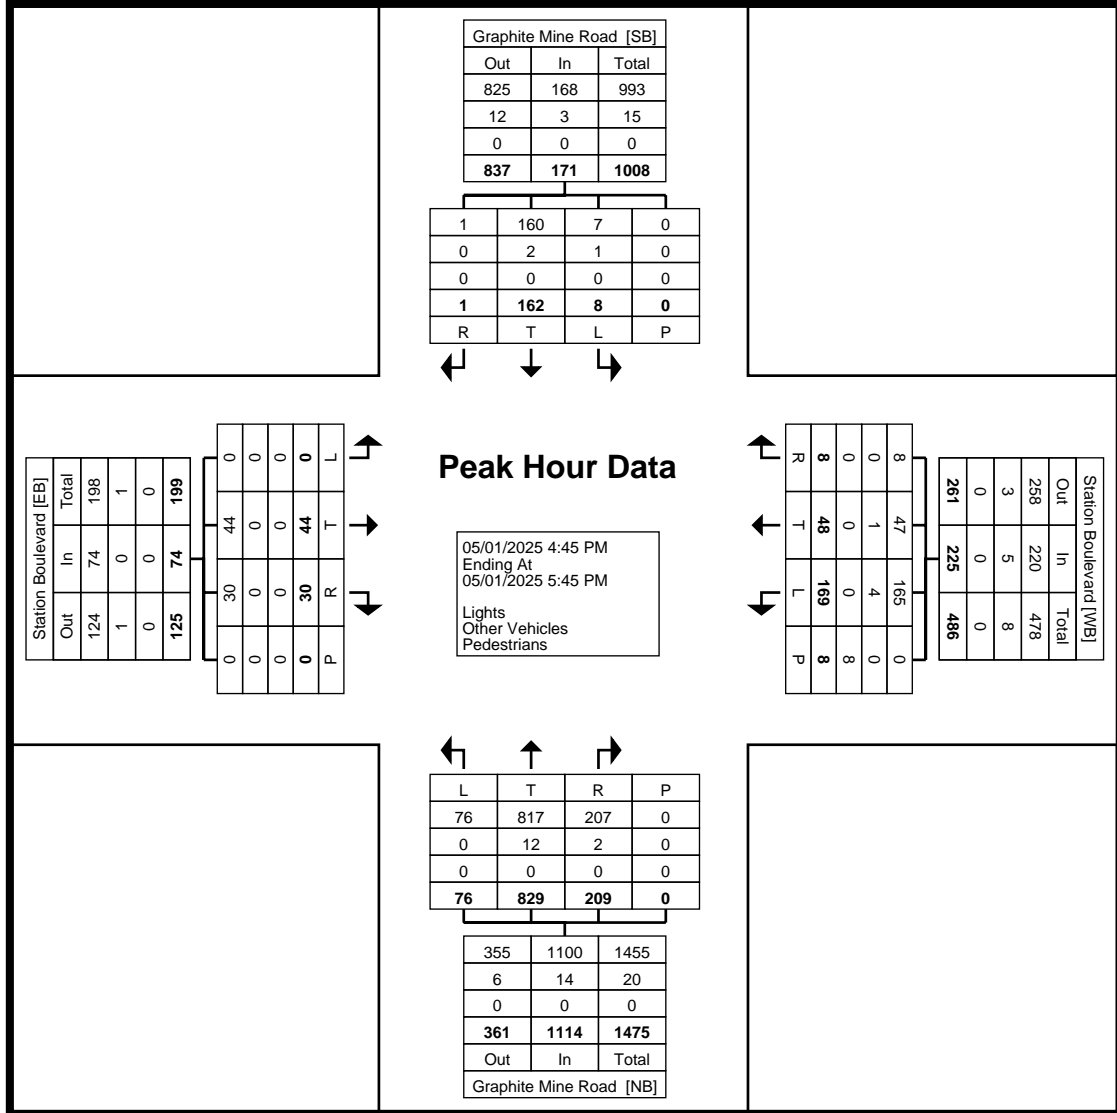 Graphite Mine Road [SB]
Out In Total
825 168 993
12 3 15
0 0 0
837 171 1008
1 160 7 0
0 2 1 0
0 0 0 0
1 162 8 0
R T L P
Station Boulevard [EB]
Total In Out
198 74 124
1 0 1
0 0 0
199 74 125
0 44 30 0
0 0 0 0
0 0 0 0
0 44 30 0
L T R P
Peak Hour Data
05/01/2025 4:45 PM
Ending At
05/01/2025 5:45 PM
Lights
Other Vehicles
Pedestrians
R T L P
8 48 169 8
0 0 0 8
0 1 4 0
8 47 165 0
261 225 486
0 0 0
3 5 8
258 220 478
Out In Total
Station Boulevard [WB]
L T R P
76 817 207 0
0 12 2 0
0 0 0 0
76 829 209 0
355 1100 1455
6 14 20
0 0 0
361 1114 1475
Out In Total
Graphite Mine Road [NB]